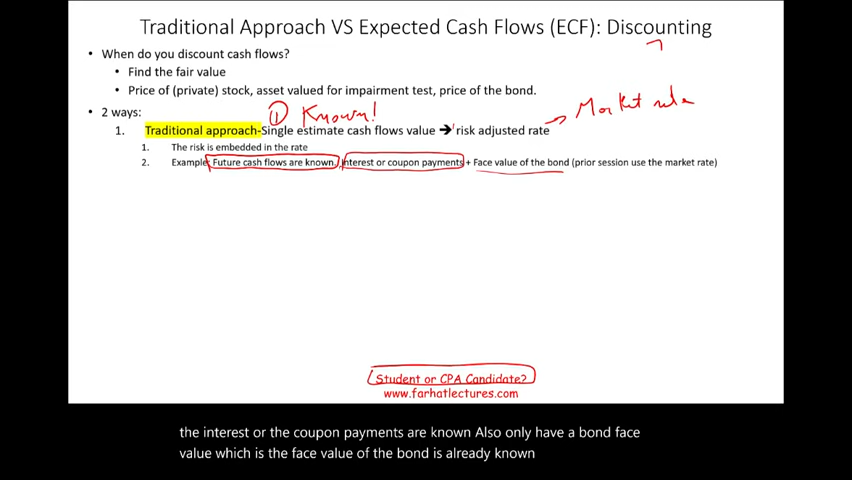 Traditional Approach VS Expected Cash Flows (ECF): Discounting
• When do you discount cash flows?
• Find the fair value
• Price of (private) stock, asset valued for impairment test, price of the bond.
• 2 ways:
① Known!
Market rate
1. Traditional approach-Single estimate cash flows value ➔ risk adjusted rate
1. The risk is embedded in the rate
2. Example: Future cash flows are known, interest or coupon payments + Face value of the bond (prior session use the market rate)
Student or CPA Candidate?
www.farhatlectures.com
the interest or the coupon payments are known Also only have a bond face
value which is the face value of the bond is already known